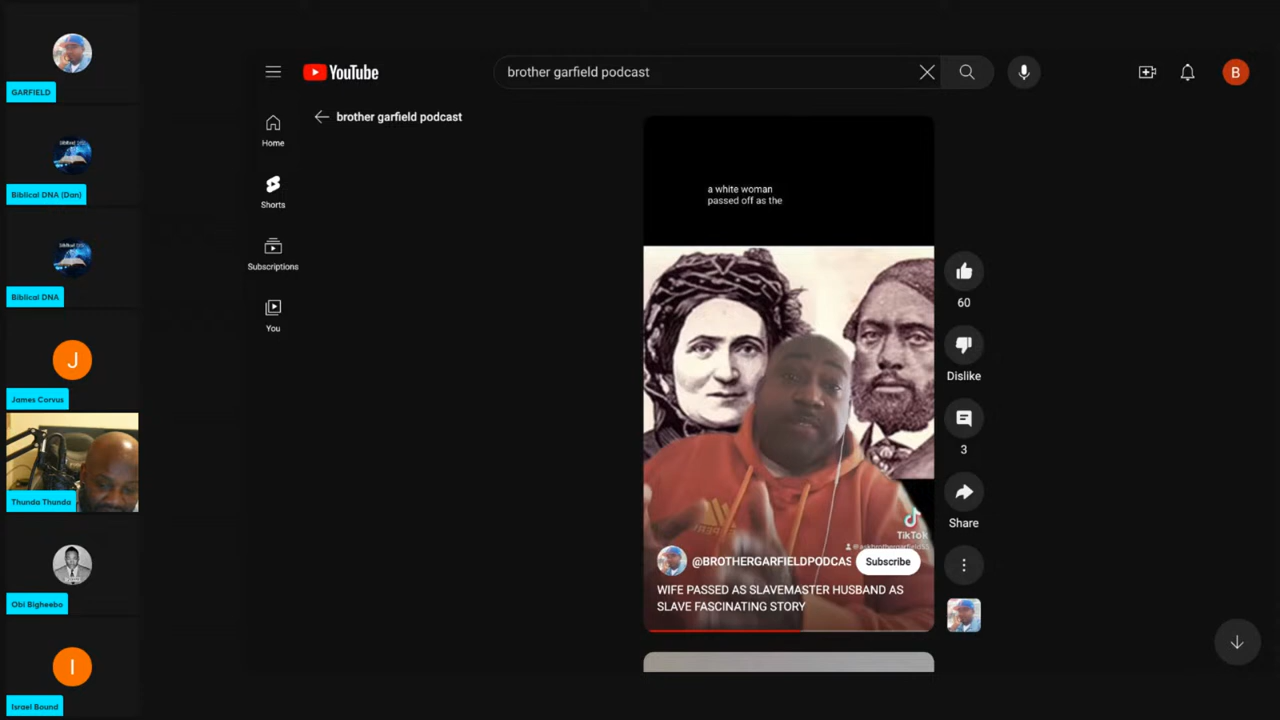 GARFIELD
Biblical DNA (Dan)
Biblical DNA
James Corvus
Thunda Thunda
Obi Bigheebo
J
I
Israel Bound
YouTube
brother garfield podcast
B
brother garfield podcast
Home
Shorts
Subscriptions
You
a white woman
passed off as the
TikTok
@BROTHERGARFIELDPODCAS
Subscribe
WIFE PASSED AS SLAVEMASTER HUSBAND AS
SLAVE FASCINATING STORY
60
Dislike
3
Share